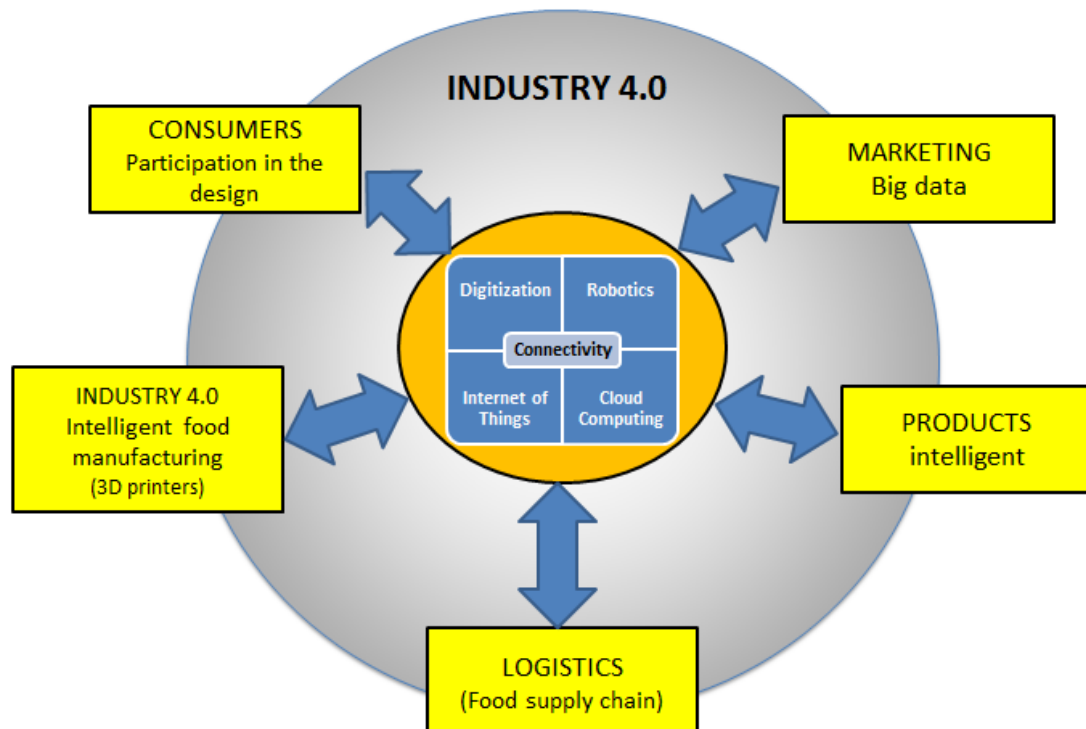 INDUSTRY 4.0
CONSUMERS
Participation in the
design
MARKETING
Big data
Digitization
Robotics
Connectivity
Internet of
Things
Cloud
Computing
INDUSTRY 4.0
Intelligent food
manufacturing
(3D printers)
PRODUCTS
intelligent
LOGISTICS
(Food supply chain)